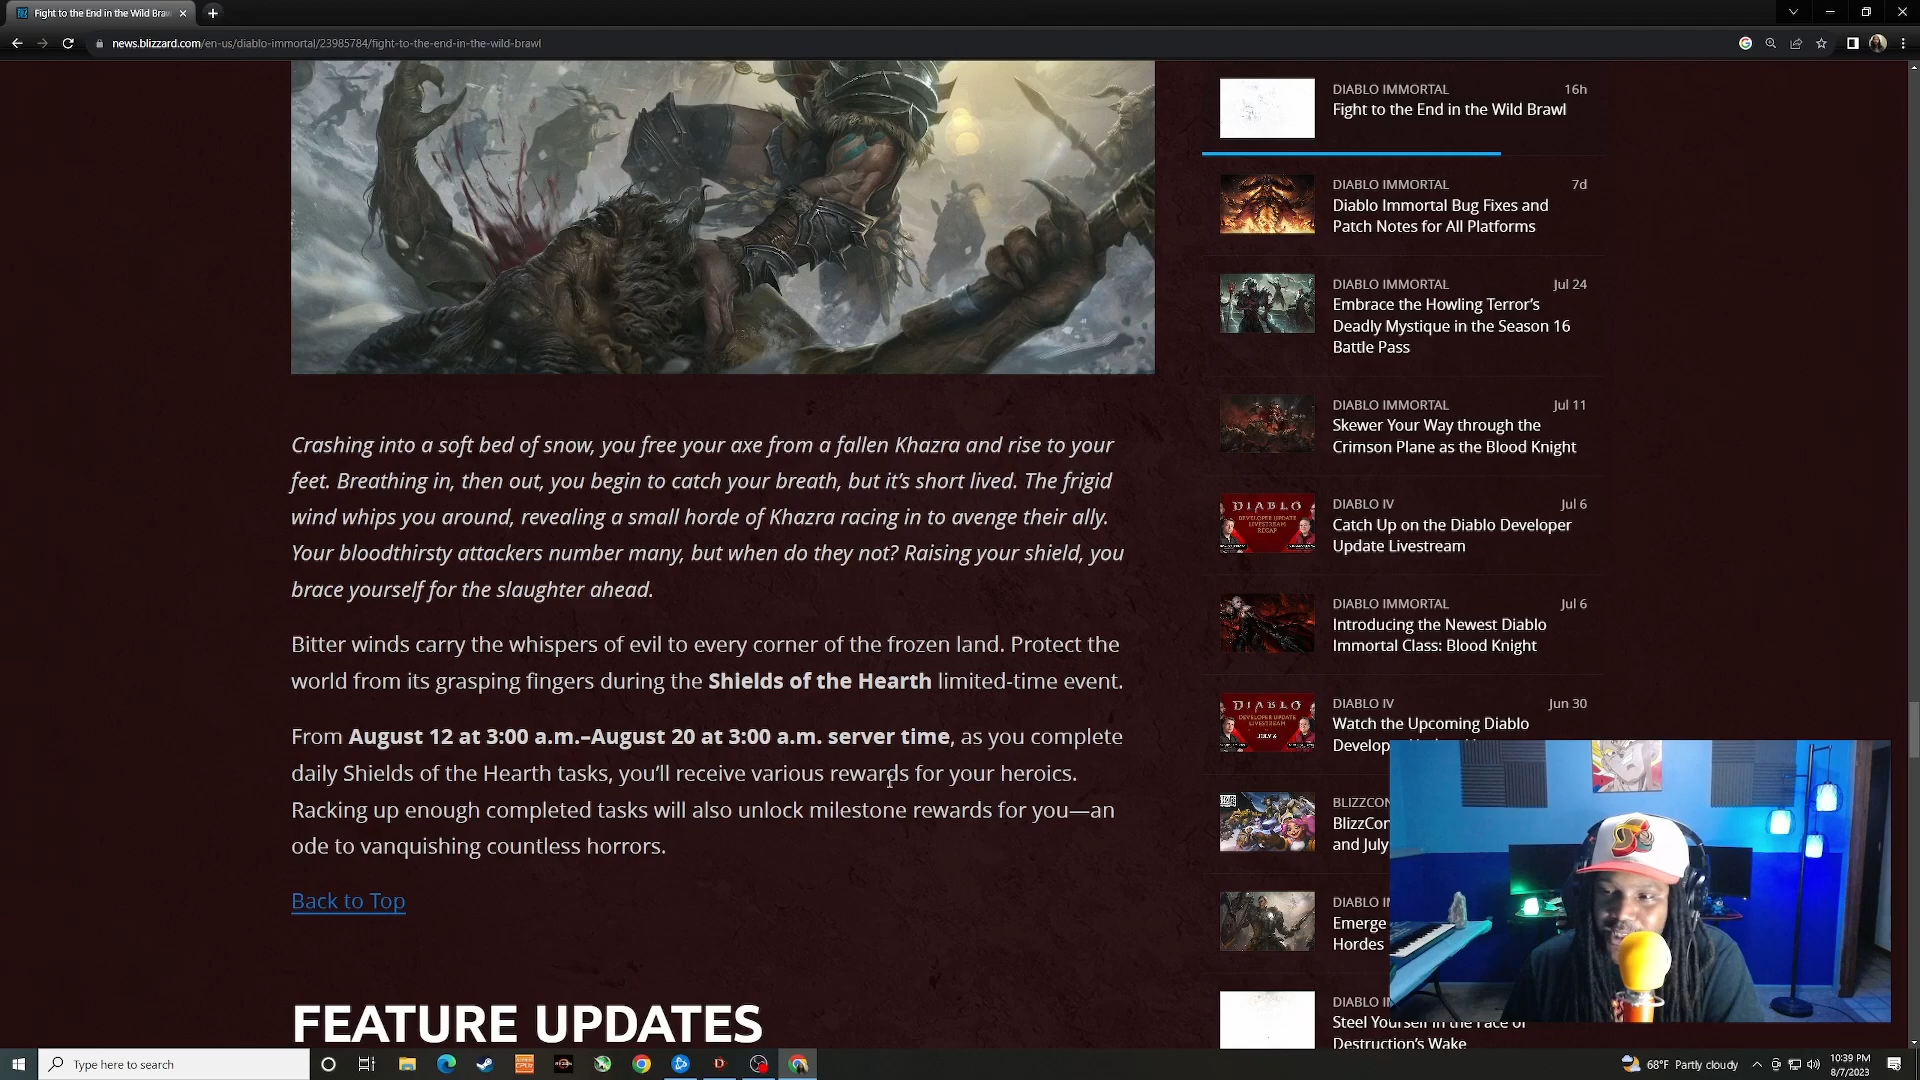 Fight to the End in the Wild Braw
news.blizzard.com/en-us/diablo-immortal/23985784/fight-to-the-end-in-the-wild-brawl
Crashing into a soft bed of snow, you free your axe from a fallen Khazra and rise to your
feet. Breathing in, then out, you begin to catch your breath, but it's short lived. The frigid
wind whips you around, revealing a small horde of Khazra racing in to avenge their ally.
Your bloodthirsty attackers number many, but when do they not? Raising your shield, you
brace yourself for the slaughter ahead.
Bitter winds carry the whispers of evil to every corner of the frozen land. Protect the
world from its grasping fingers during the Shields of the Hearth limited-time event.
From August 12 at 3:00 a.m.–August 20 at 3:00 a.m. server time, as you complete
daily Shields of the Hearth tasks, you'll receive various rewards for your heroics.
Racking up enough completed tasks will also unlock milestone rewards for you—an
ode to vanquishing countless horrors.
Back to Top
FEATURE UPDATES
DIABLO IMMORTAL 16h
Fight to the End in the Wild Brawl
DIABLO IMMORTAL 7d
Diablo Immortal Bug Fixes and
Patch Notes for All Platforms
DIABLO IMMORTAL Jul 24
Embrace the Howling Terror's
Deadly Mystique in the Season 16
Battle Pass
DIABLO IMMORTAL Jul 11
Skewer Your Way through the
Crimson Plane as the Blood Knight
DIABLO IV Jul 6
Catch Up on the Diablo Developer
Update Livestream
DIABLO
DEVELOPER UPDATE
LIVESTREAM
RECAP
DIABLO IMMORTAL Jul 6
Introducing the Newest Diablo
Immortal Class: Blood Knight
DIABLO IV Jun 30
Watch the Upcoming Diablo
DIABLO
DEVELOPER UPDATE
LIVESTREAM
JULY 6
BLIZZCON
BlizzCon
and July
Emerge
Hordes
Steel Yourself in the Face of
Destruction's Wake
Type here to search
68°F Partly cloudy
10:39 PM
8/7/2023